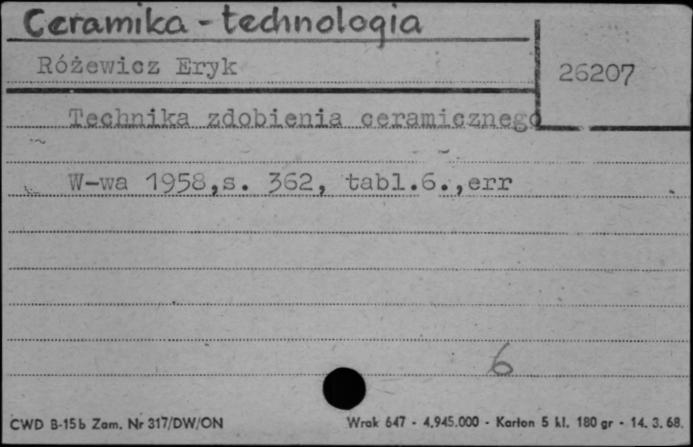 Ceramika - technologia
Różewicz Eryk
26207
Technika zdobienia ceramicznego
W-wa 1958,s. 362, tabl.6.,err
6
CWD B-15b Zam. Nr 317/DW/ON
Wrak 647 - 4.945.000 - Karton 5 kl. 180 gr - 14. 3. 68.